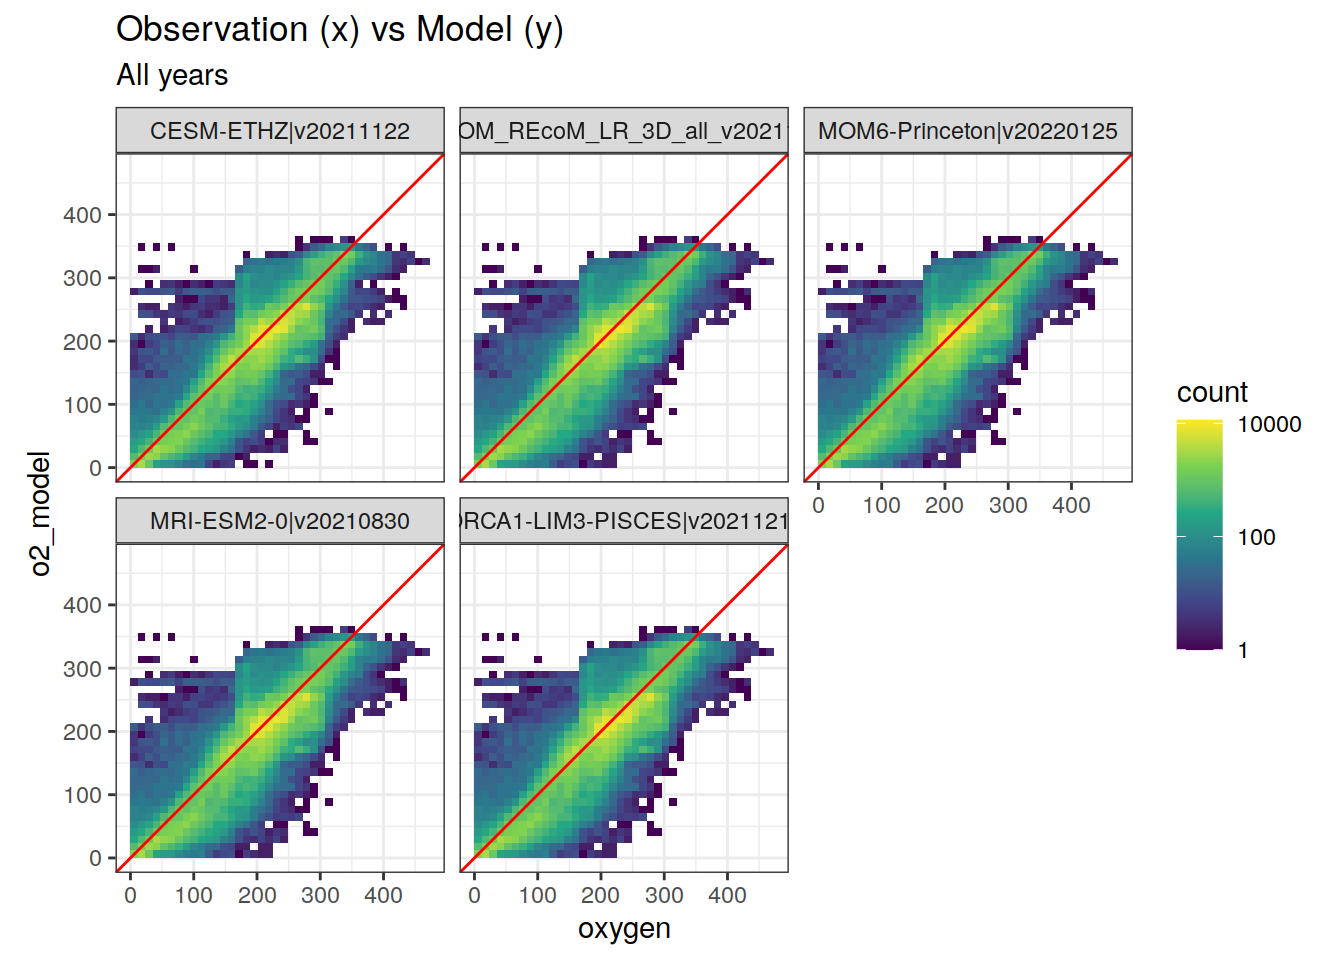 Observation (x) vs Model (y)
All years
CESM-ETHZ|v20211122
OM_REcoM_LR_3D_all_v2021
MOM6-Princeton|v20220125
400
300
200
100
0
0 100 200 300 400
MRI-ESM2-0|v20210830
ORCA1-LIM3-PISCES|v2021121
400
300
200
100
0
0 100 200 300 400
0 100 200 300 400
oxygen
o2_model
count
10000
100
1